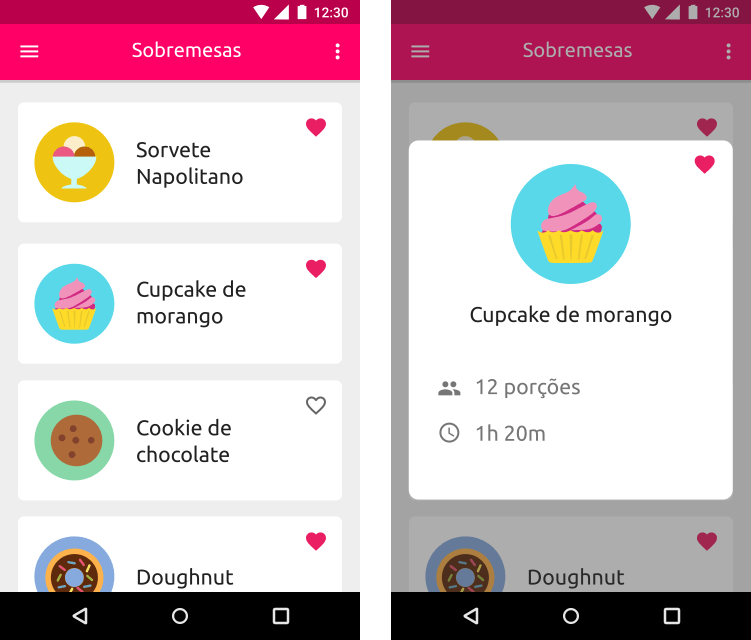 12:30
Sobremesas
Sorvete
Napolitano
Cupcake de
morango
Cookie de
chocolate
Doughnut
12:30
Sobremesas
Cupcake de morango
12 porções
1h 20m
Doughnut